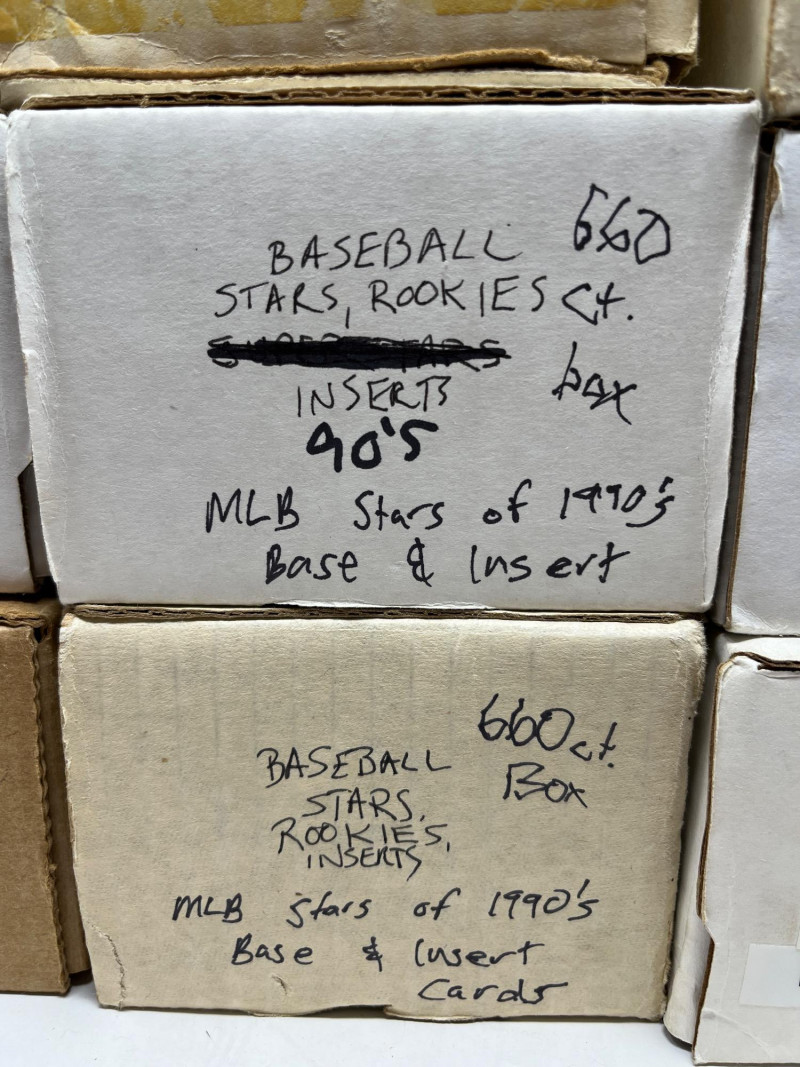 BASEBALL
STARS, ROOKIES
INSERTS
90'S
660
ct.
box
MLB Stars of 1990's
Base & Insert
BASEBALL
STARS,
ROOKIES,
INSERTS
660 ct.
Box
MLB Stars of 1990's
Base & Insert
Cards